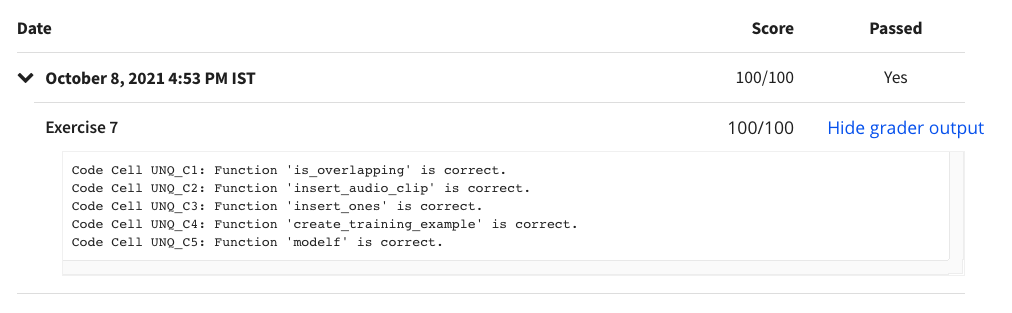 Date Score Passed
October 8, 2021 4:53 PM IST 100/100 Yes
Exercise 7 100/100 Hide grader output
Code Cell UNQ_C1: Function 'is_overlapping' is correct.
Code Cell UNQ_C2: Function 'insert_audio_clip' is correct.
Code Cell UNQ_C3: Function 'insert_ones' is correct.
Code Cell UNQ_C4: Function 'create_training_example' is correct.
Code Cell UNQ_C5: Function 'modelf' is correct.